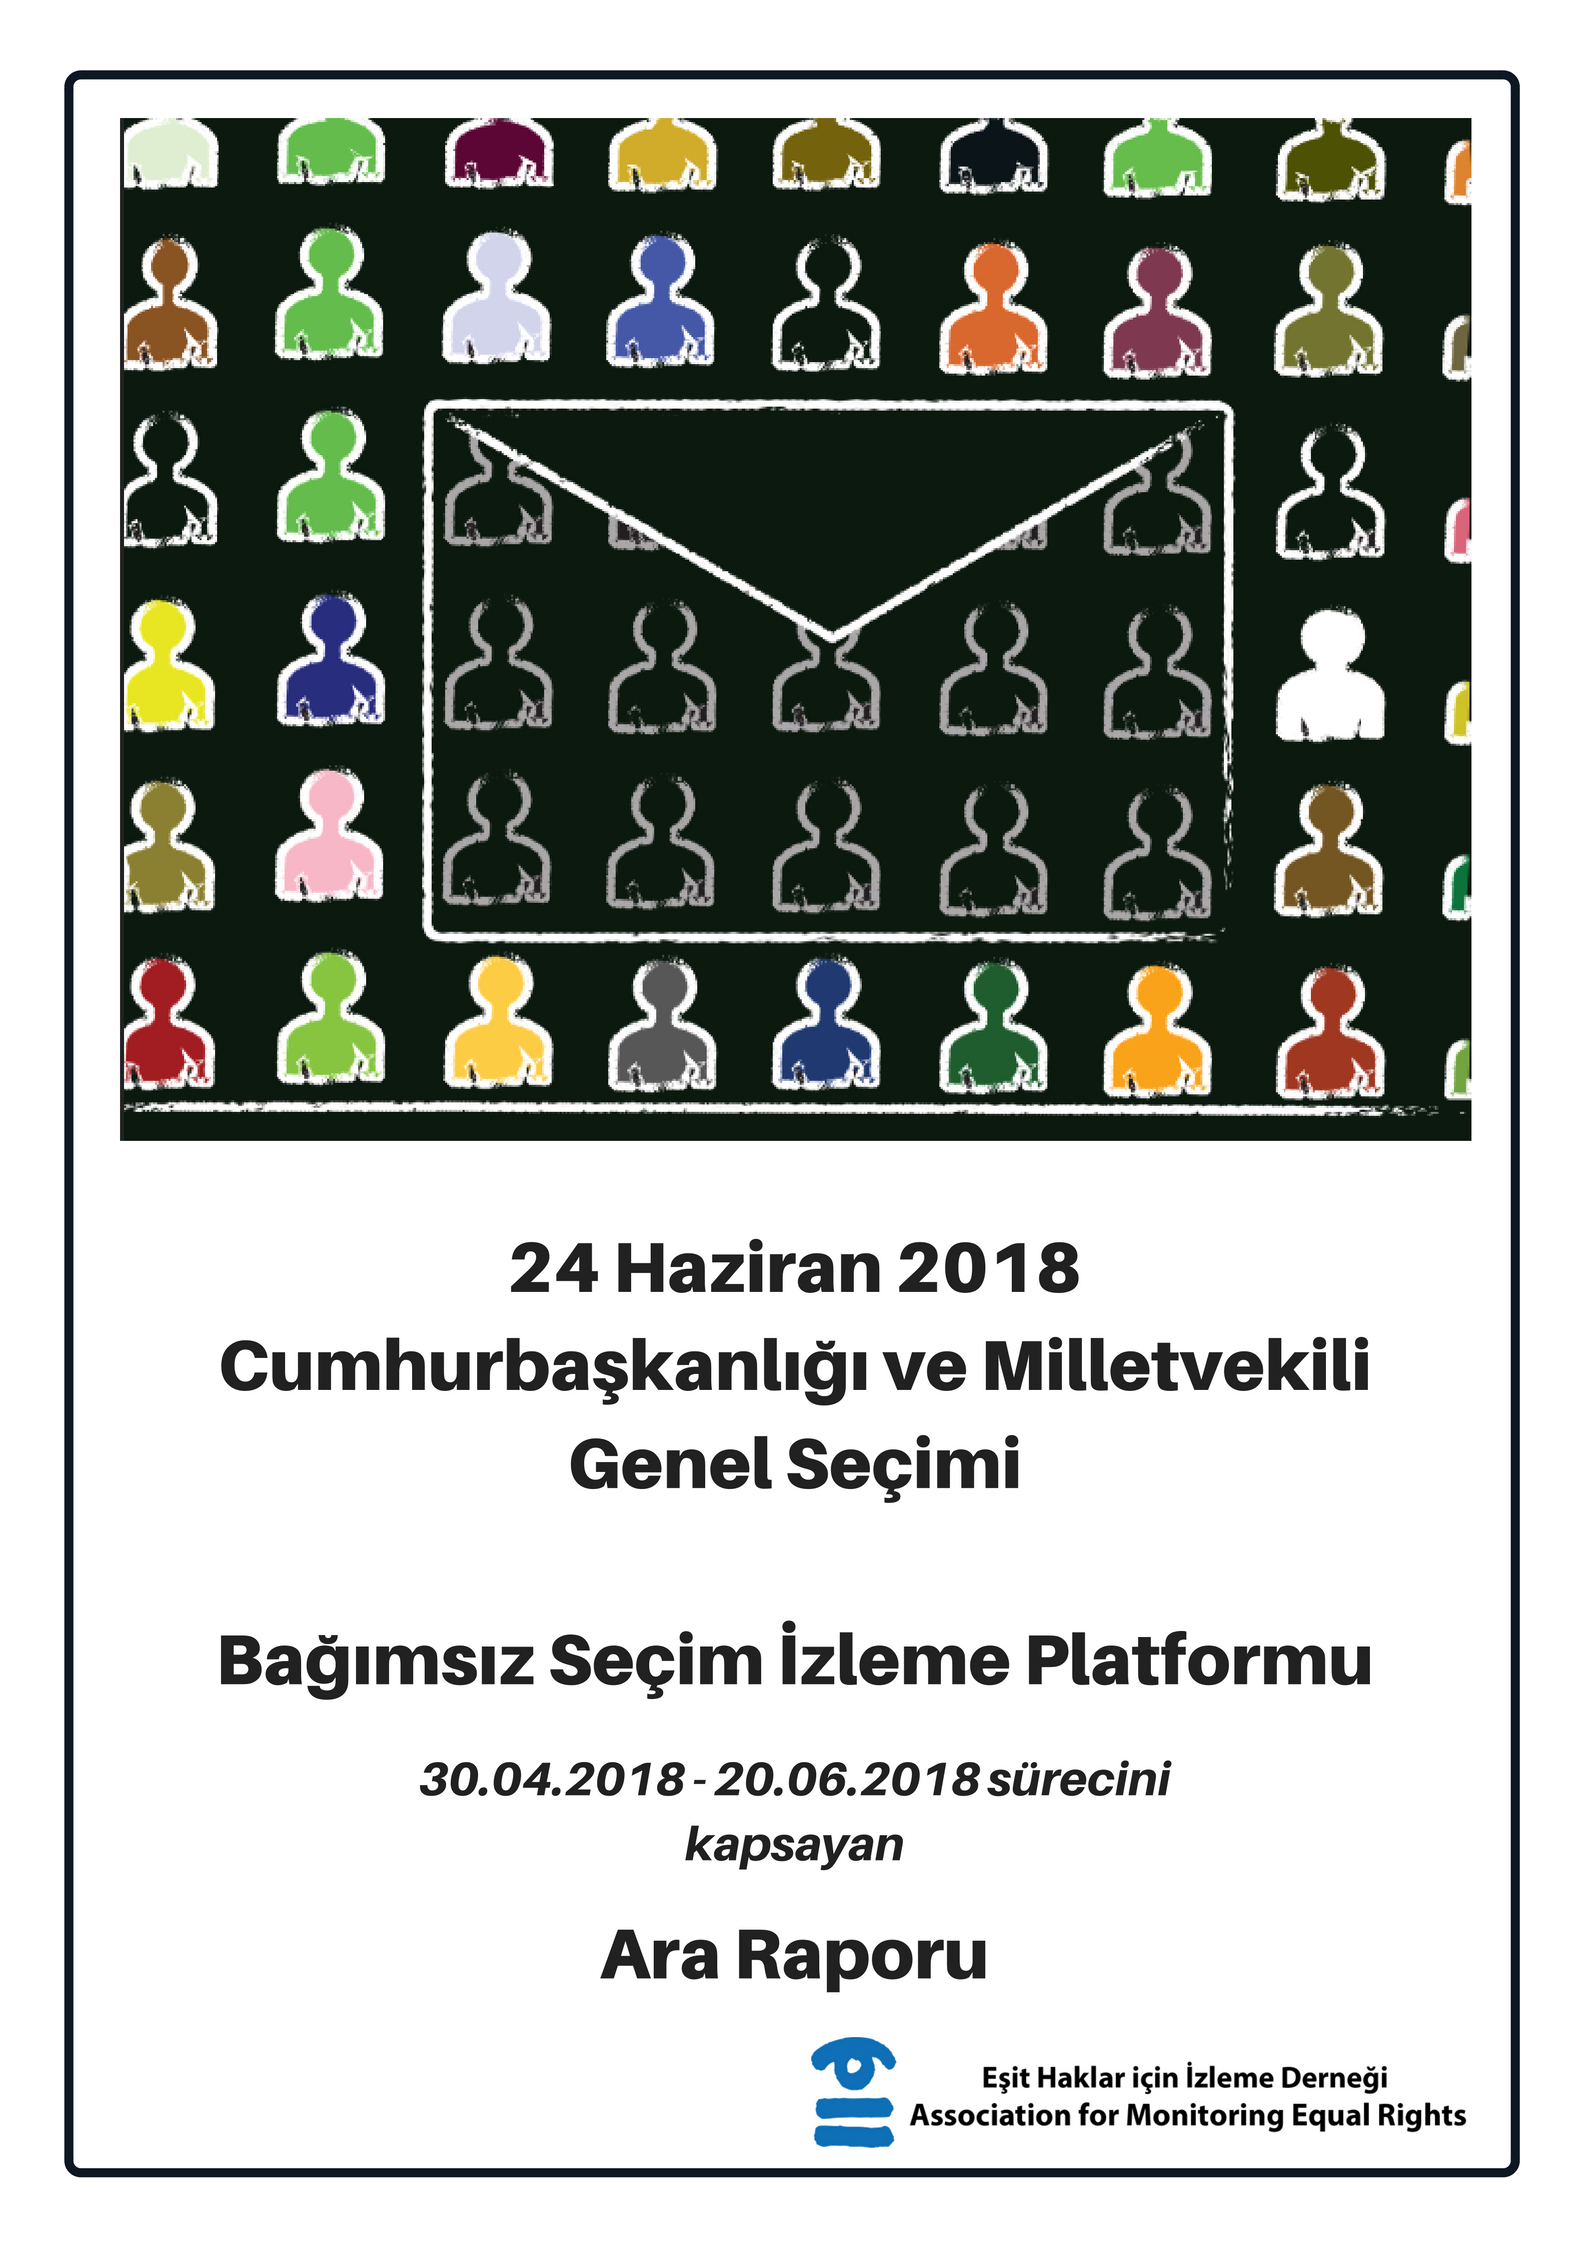 24 Haziran 2018
Cumhurbaşkanlığı ve Milletvekili
Genel Seçimi
Bağımsız Seçim İzleme Platformu
30.04.2018 - 20.06.2018 sürecini
kapsayan
Ara Raporu
Eşit Haklar için İzleme Derneği
Association for Monitoring Equal Rights